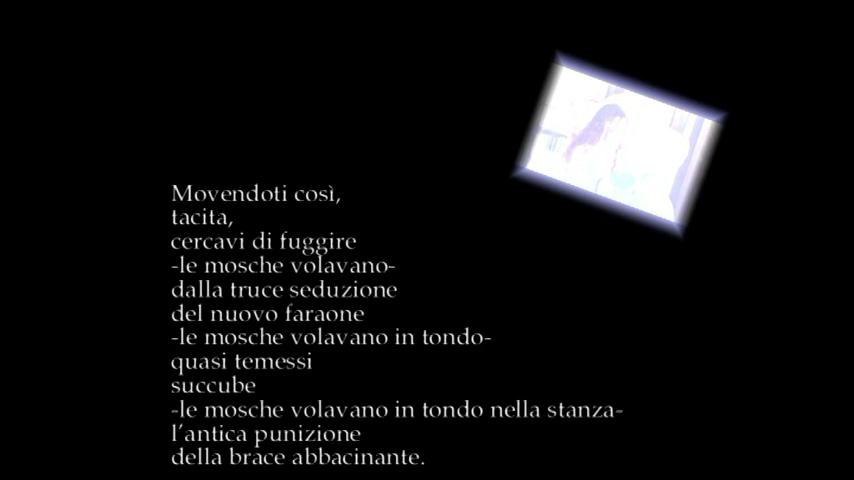 Movendoti così,
tacita,
cercavi di fuggire
-le mosche volavano-
dalla truce seduzione
del nuovo faraone
-le mosche volavano in tondo-
quasi temessi
succube
-le mosche volavano in tondo nella stanza-
l'antica punizione
della brace abbacinante.